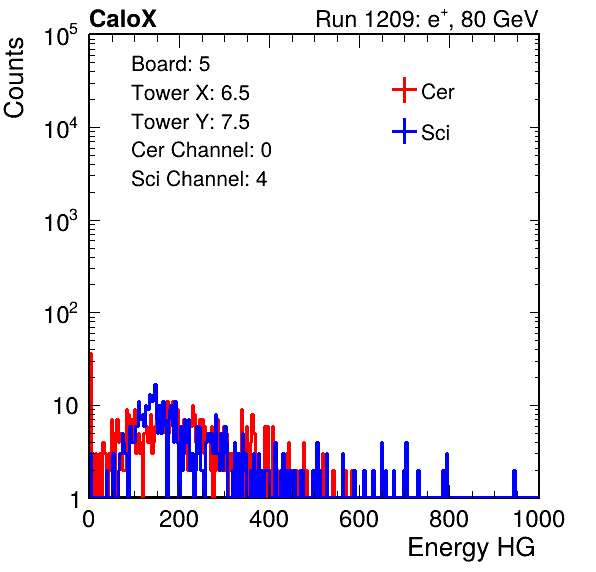 CaloX Run 1209: e⁺, 80 GeV
Counts
10⁵
10⁴
10³
10²
10
1
Board: 5
Tower X: 6.5
Tower Y: 7.5
Cer Channel: 0
Sci Channel: 4
Cer
Sci
0 200 400 600 800 1000
Energy HG